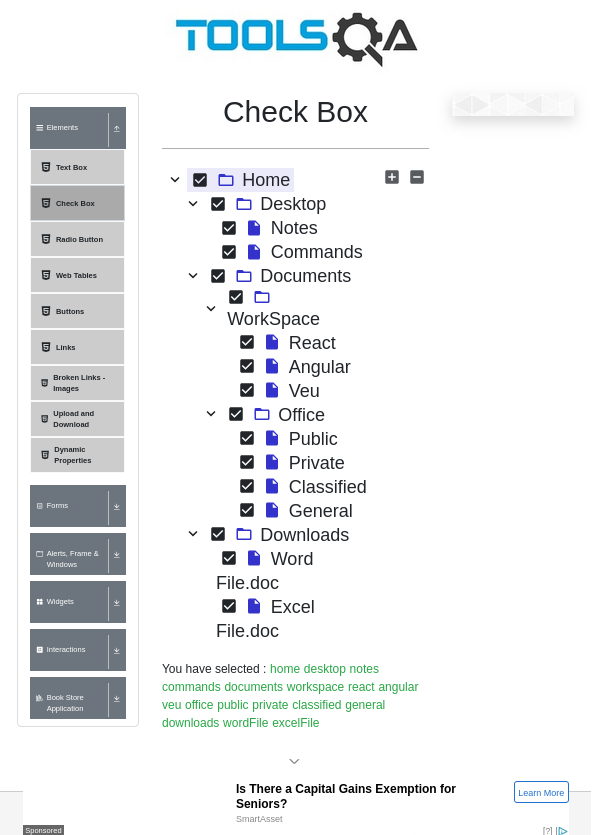 TOOLSQA
Check Box
Elements
Text Box
Check Box
Radio Button
Web Tables
Buttons
Links
Broken Links -
Images
Upload and
Download
Dynamic
Properties
Forms
Alerts, Frame &
Windows
Widgets
Interactions
Book Store
Application
Home
Desktop
Notes
Commands
Documents
WorkSpace
React
Angular
Veu
Office
Public
Private
Classified
General
Downloads
Word
File.doc
Excel
File.doc
You have selected : home desktop notes
commands documents workspace react angular
veu office public private classified general
downloads wordFile excelFile
Is There a Capital Gains Exemption for
Seniors?
SmartAsset
Learn More
Sponsored
[?]